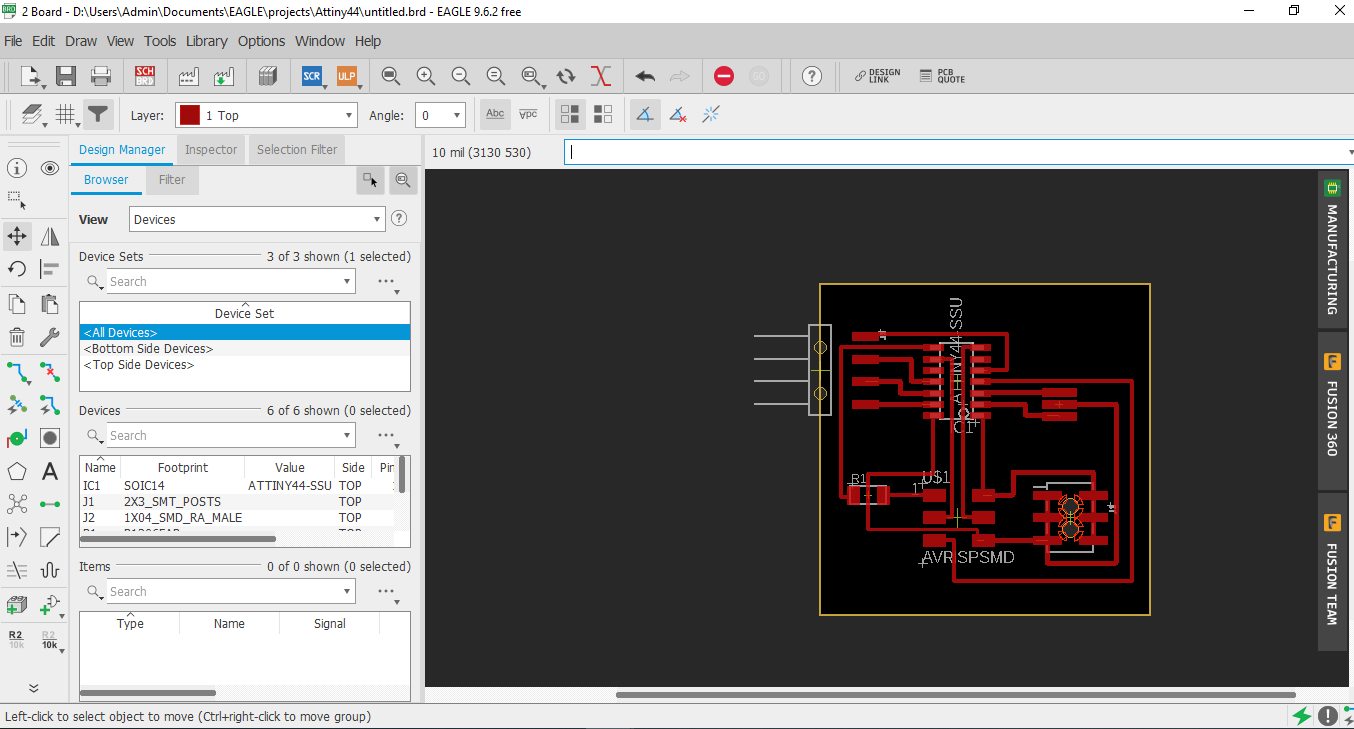 2 Board - D:\Users\Admin\Documents\EAGLE\projects\Attiny44\untitled.brd - EAGLE 9.6.2 free
File Edit Draw View Tools Library Options Window Help
SCH BRD SCR ULP GO DESIGN LINK PCB QUOTE
Layer: 1 Top Angle: 0 Abc Abc
Design Manager Inspector Selection Filter
10 mil (3130 530)
Browser Filter
View Devices
Device Sets 3 of 3 shown (1 selected)
Search
Device Set
<All Devices>
<Bottom Side Devices>
<Top Side Devices>
Devices 6 of 6 shown (0 selected)
Search
Name Footprint Value Side
IC1 SOIC14 ATTINY44-SSU TOP
J1 2X3_SMT_POSTS TOP
J2 1X04_SMD_RA_MALE TOP
Items 0 of 0 shown (0 selected)
Search
Type Name Signal
R2 10k R2 10k
ATTINY44-SSU
R1
U$1
1
AVRISPSMD
MANUFACTURING
FUSION 360
FUSION TEAM
Left-click to select object to move (Ctrl+right-click to move group)